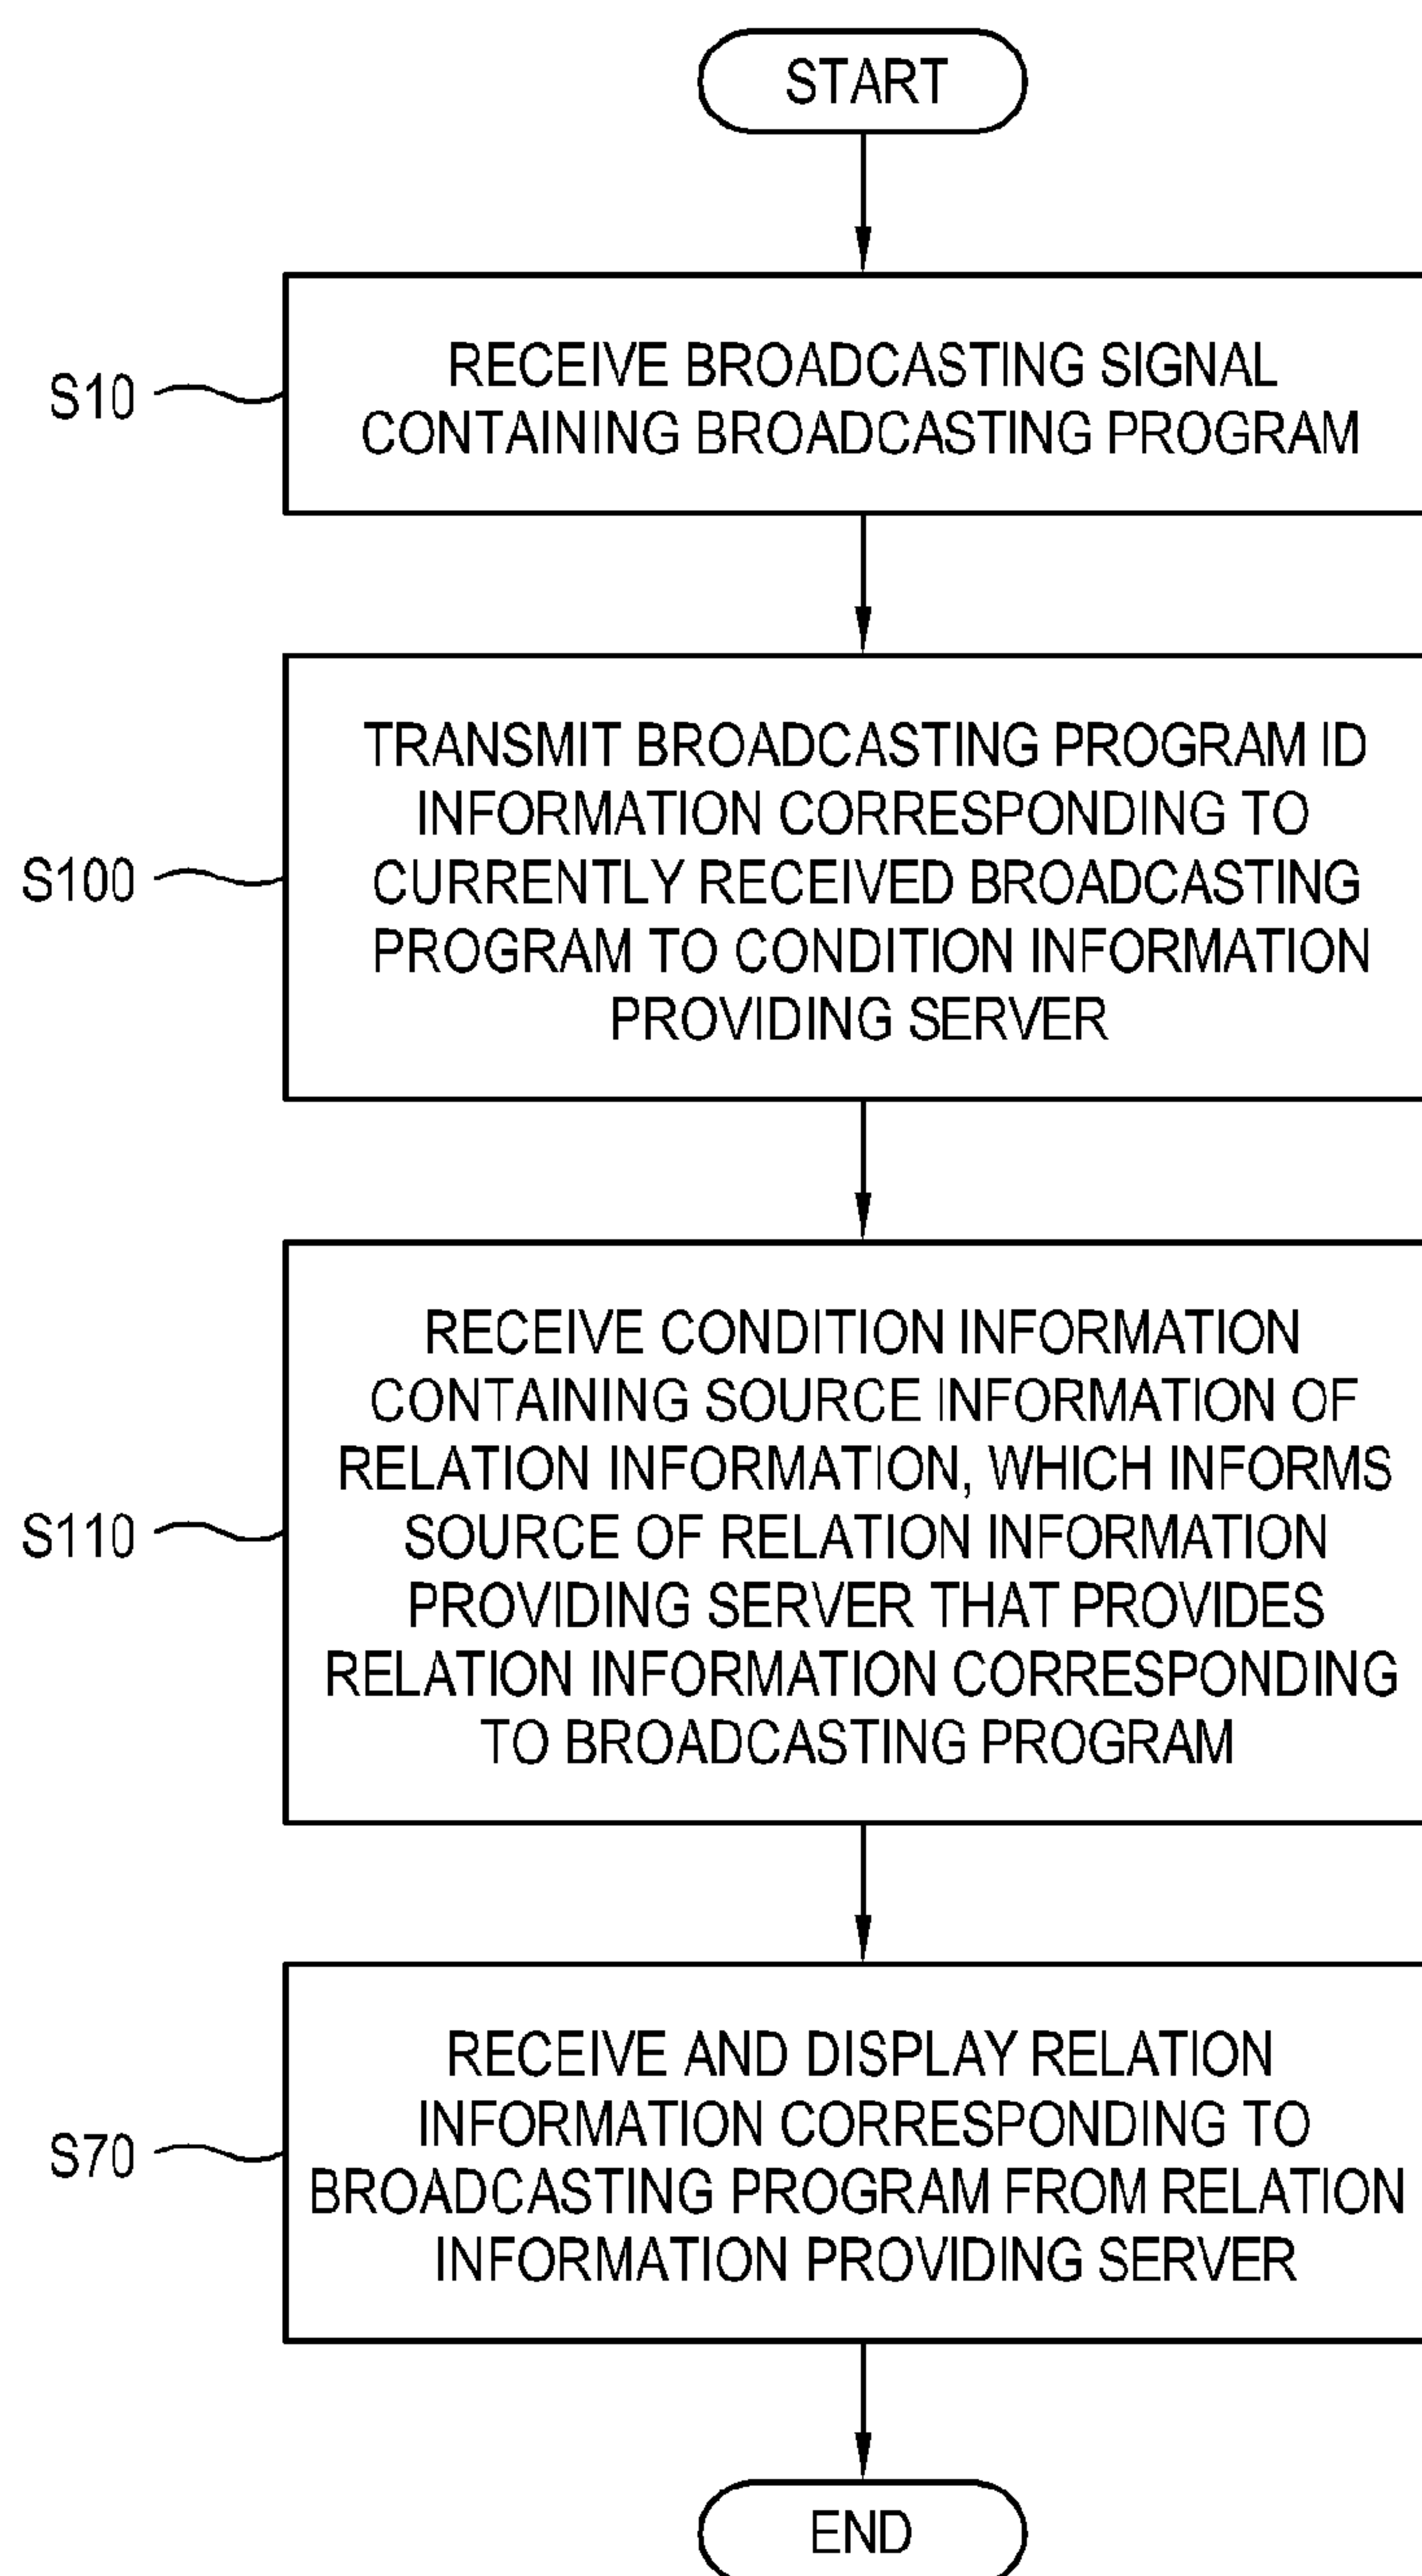 START
S10
RECEIVE BROADCASTING SIGNAL
CONTAINING BROADCASTING PROGRAM
S100
TRANSMIT BROADCASTING PROGRAM ID
INFORMATION CORRESPONDING TO
CURRENTLY RECEIVED BROADCASTING
PROGRAM TO CONDITION INFORMATION
PROVIDING SERVER
S110
RECEIVE CONDITION INFORMATION
CONTAINING SOURCE INFORMATION OF
RELATION INFORMATION, WHICH INFORMS
SOURCE OF RELATION INFORMATION
PROVIDING SERVER THAT PROVIDES
RELATION INFORMATION CORRESPONDING
TO BROADCASTING PROGRAM
S70
RECEIVE AND DISPLAY RELATION
INFORMATION CORRESPONDING TO
BROADCASTING PROGRAM FROM RELATION
INFORMATION PROVIDING SERVER
END